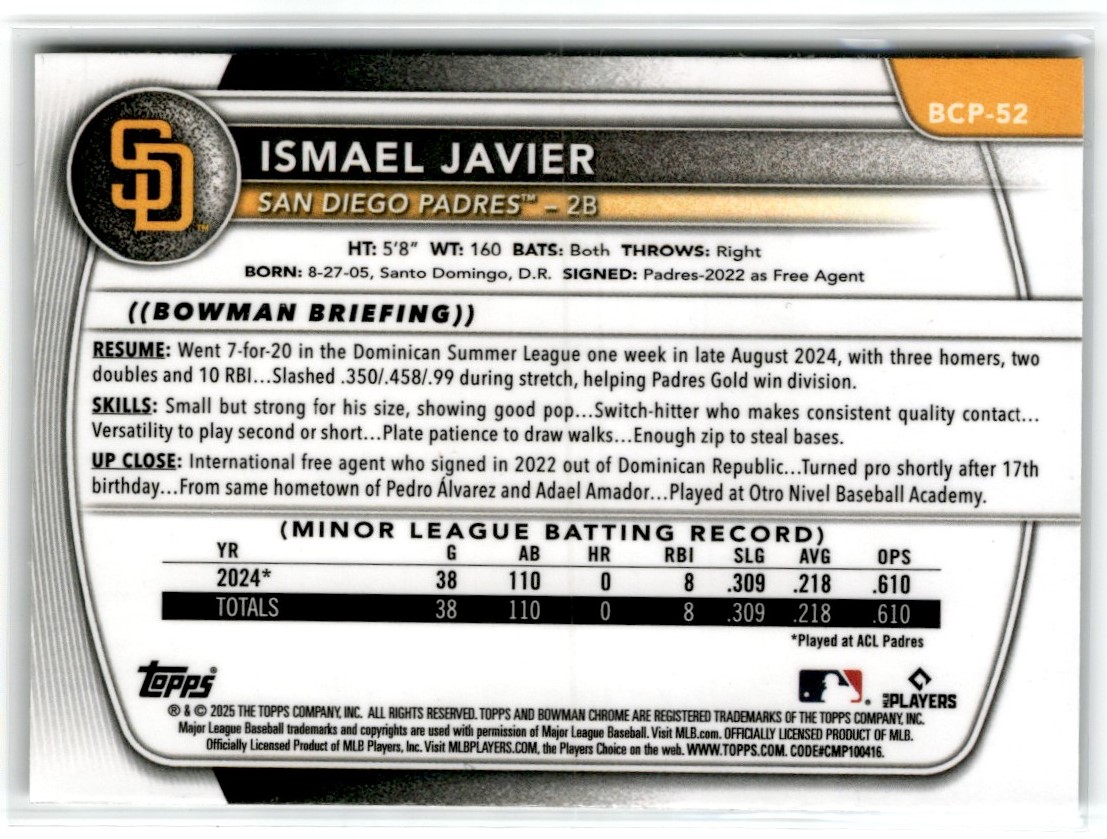 BCP-52
SD™
ISMAEL JAVIER
SAN DIEGO PADRES™ – 2B
HT: 5'8" WT: 160 BATS: Both THROWS: Right
BORN: 8-27-05, Santo Domingo, D.R. SIGNED: Padres-2022 as Free Agent
((BOWMAN BRIEFING))
RESUME: Went 7-for-20 in the Dominican Summer League one week in late August 2024, with three homers, two
doubles and 10 RBI...Slashed .350/.458/.99 during stretch, helping Padres Gold win division.
SKILLS: Small but strong for his size, showing good pop...Switch-hitter who makes consistent quality contact...
Versatility to play second or short...Plate patience to draw walks...Enough zip to steal bases.
UP CLOSE: International free agent who signed in 2022 out of Dominican Republic...Turned pro shortly after 17th
birthday...From same hometown of Pedro Álvarez and Adael Amador...Played at Otro Nivel Baseball Academy.
(MINOR LEAGUE BATTING RECORD)
YR G AB HR RBI SLG AVG OPS
2024* 38 110 0 8 .309 .218 .610
TOTALS 38 110 0 8 .309 .218 .610
*Played at ACL Padres
Topps®
MLB PLAYERS
® & © 2025 THE TOPPS COMPANY, INC. ALL RIGHTS RESERVED. TOPPS AND BOWMAN CHROME ARE REGISTERED TRADEMARKS OF THE TOPPS COMPANY, INC.
Major League Baseball trademarks and copyrights are used with permission of Major League Baseball. Visit MLB.com. OFFICIALLY LICENSED PRODUCT OF MLB.
Officially Licensed Product of MLB Players, Inc. Visit MLBPLAYERS.COM, the Players Choice on the web. WWW.TOPPS.COM. CODE#CMP100416.